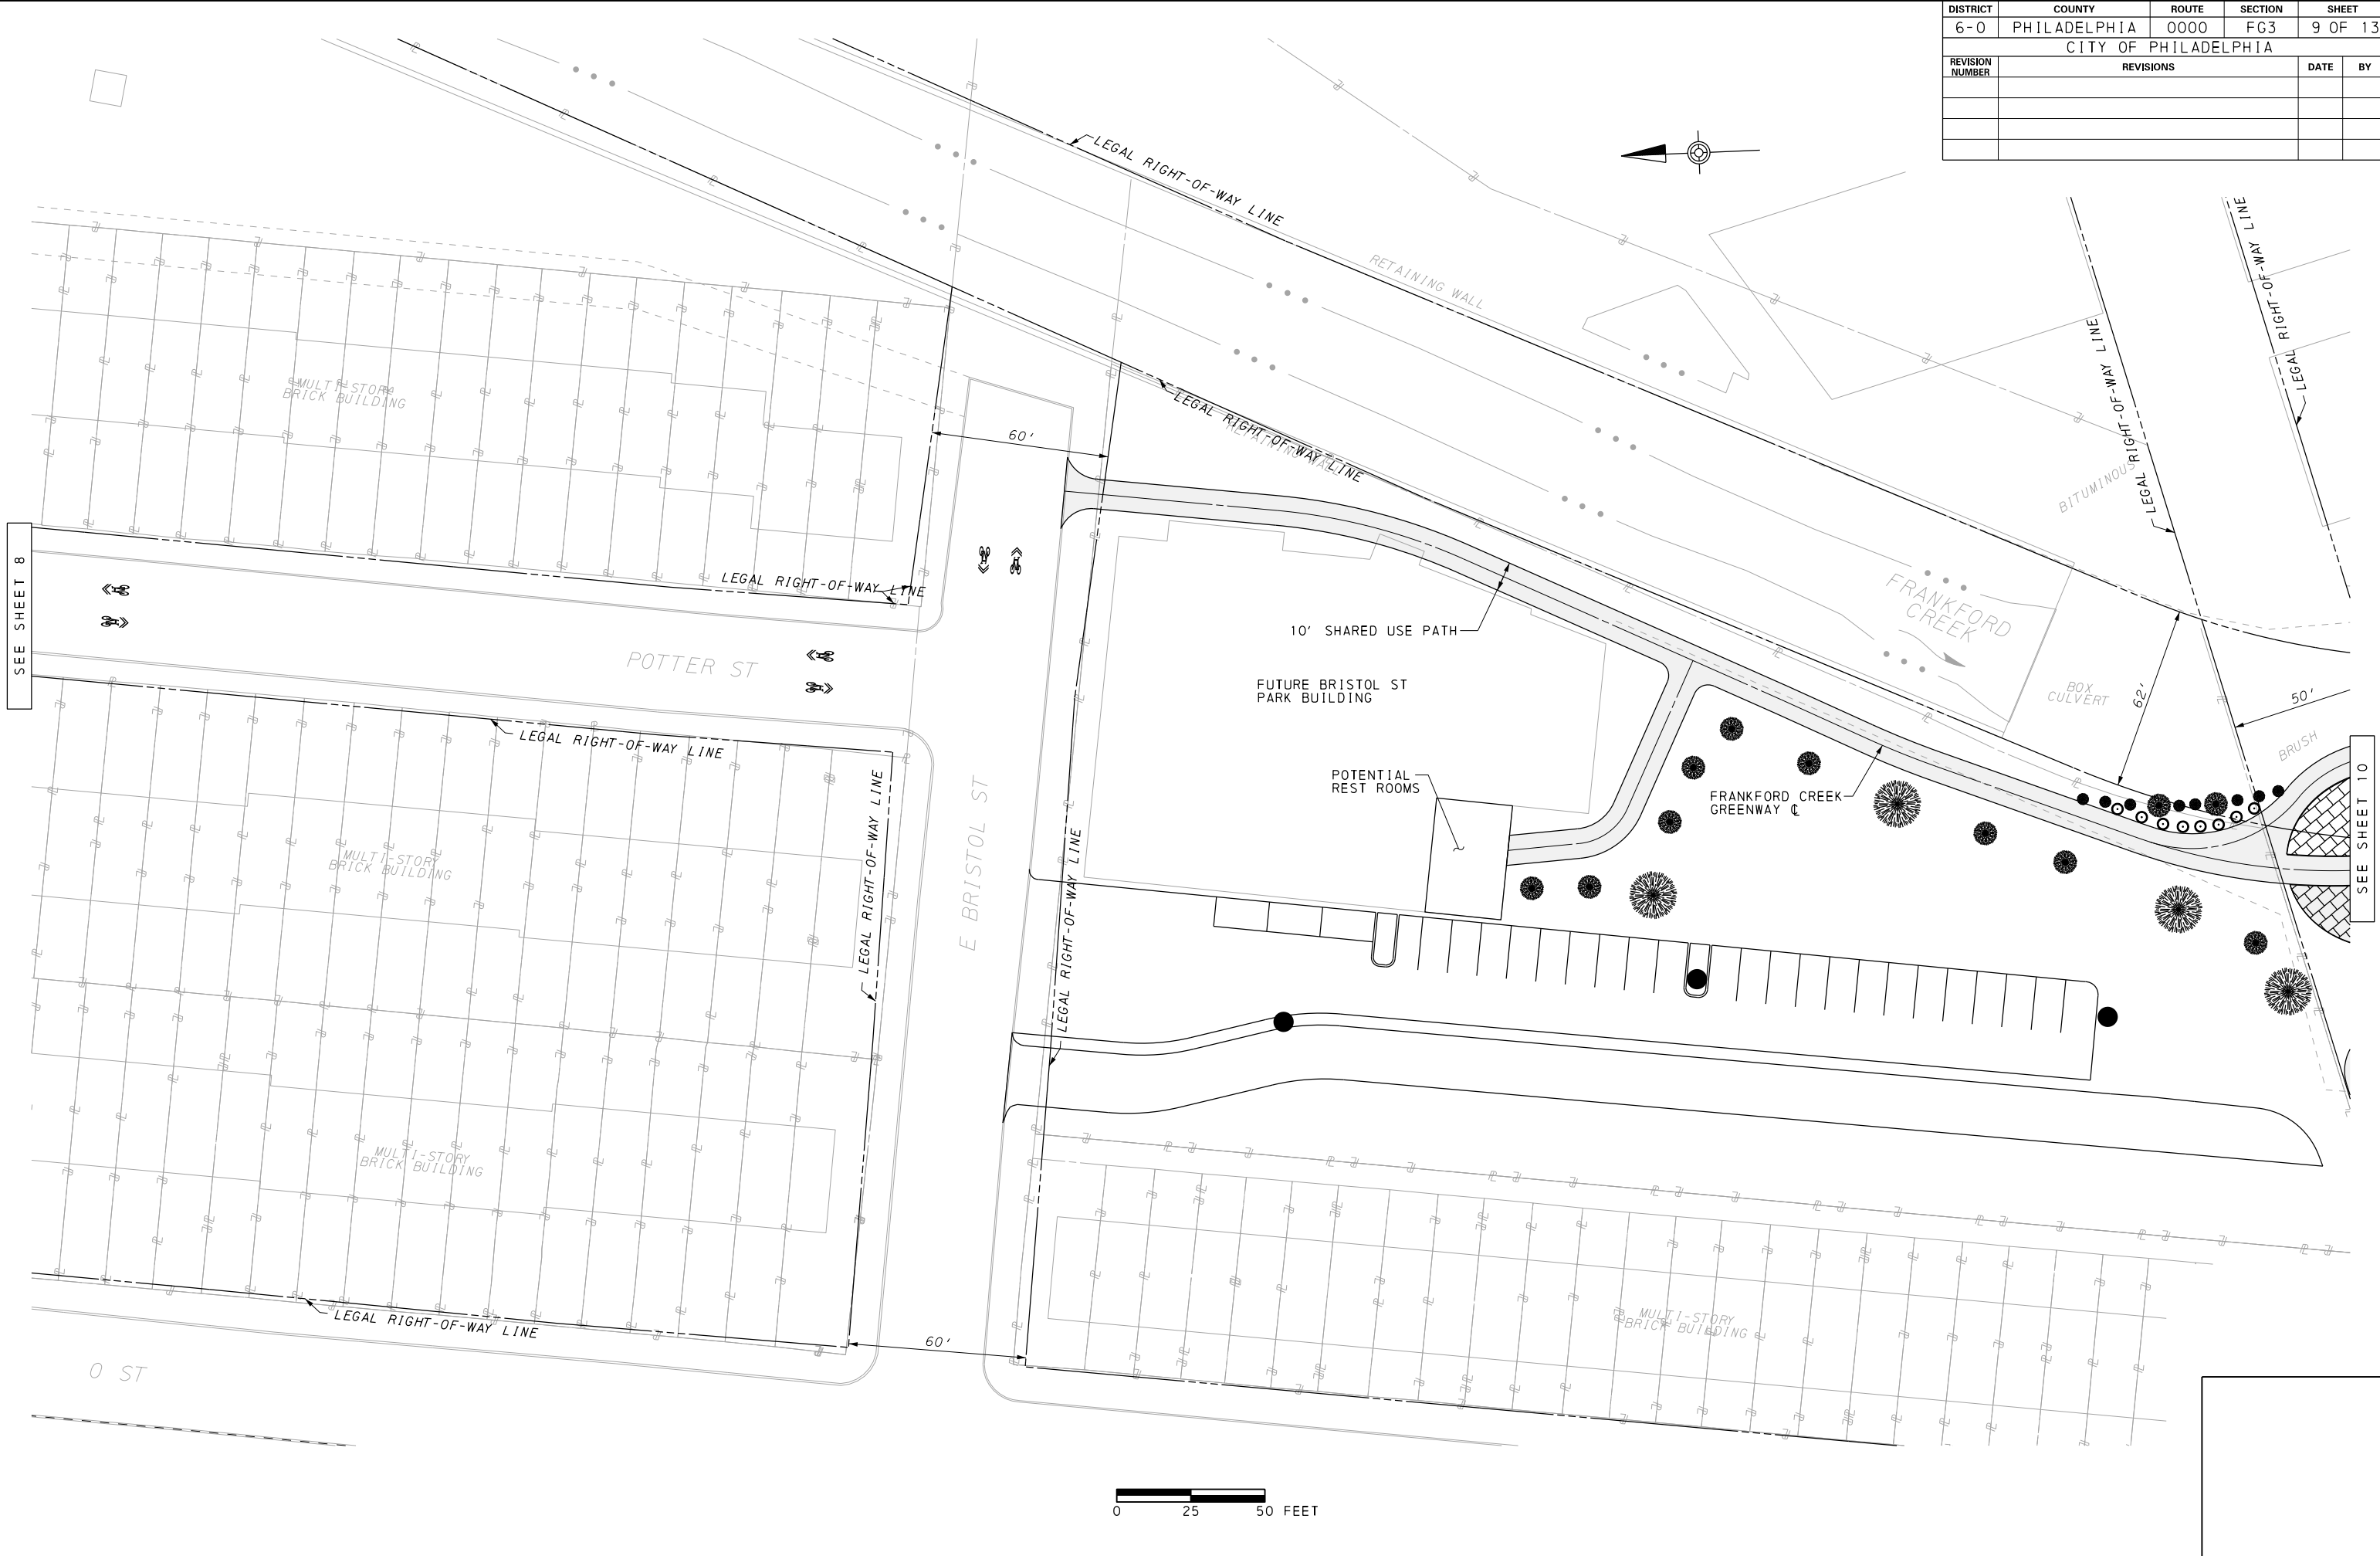 DISTRICT COUNTY ROUTE SECTION SHEET
6-0 PHILADELPHIA 0000 FG3 9 OF 13
CITY OF PHILADELPHIA
REVISION NUMBER REVISIONS DATE BY
LEGAL RIGHT-OF-WAY LINE
RETAINING WALL
LEGAL RIGHT-OF-WAY LINE
LEGAL RIGHT-OF-WAY LINE
MULTI-STORA
BRICK BUILDING
60'
LEGAL RIGHT-OF-WAY LINE
RETAINING WALL
BITUMINOUS
SEE SHEET 8
LEGAL RIGHT-OF-WAY LINE
POTTER ST
10' SHARED USE PATH
FRANKFORD
CREEK
FUTURE BRISTOL ST
PARK BUILDING
BOX
CULVERT
62'
50'
BRUSH
LEGAL RIGHT-OF-WAY LINE
LEGAL RIGHT-OF-WAY LINE
E BRISTOL ST
LEGAL RIGHT-OF-WAY LINE
POTENTIAL
REST ROOMS
FRANKFORD CREEK
GREENWAY ℄
SEE SHEET 10
MULTI-STORY
BRICK BUILDING
MULTI-STORY
BRICK BUILDING
MULTI-STORY
BRICK BUILDING
LEGAL RIGHT-OF-WAY LINE
60'
O ST
0 25 50 FEET